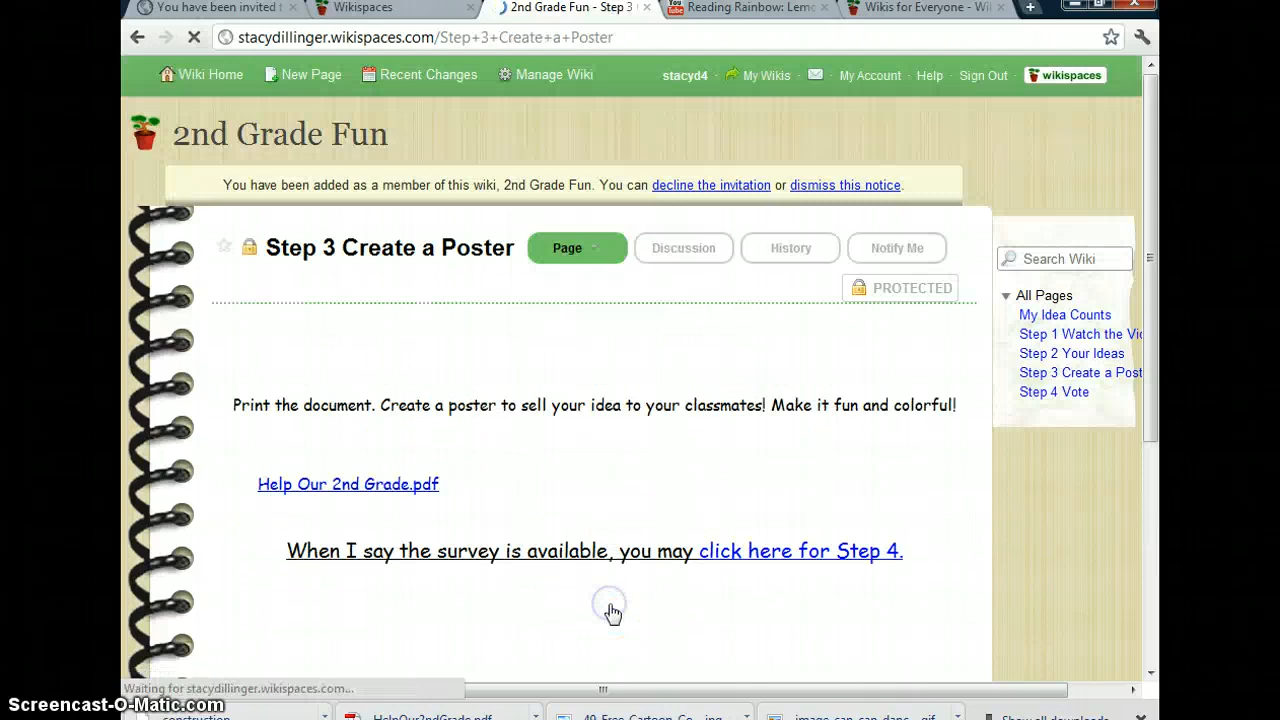 You have been invited t
Wikispaces
2nd Grade Fun - Step 3
Reading Rainbow: Lemo
Wikis for Everyone - Wi
stacydillinger.wikispaces.com/Step+3+Create+a+Poster
Wiki Home
New Page
Recent Changes
Manage Wiki
stacyd4 · My Wikis · · My Account · Help · Sign Out · wikispaces
2nd Grade Fun
You have been added as a member of this wiki, 2nd Grade Fun. You can decline the invitation or dismiss this notice.
Step 3 Create a Poster
Page
Discussion
History
Notify Me
PROTECTED
Search Wiki
All Pages
My Idea Counts
Step 1 Watch the Vic
Step 2 Your Ideas
Step 3 Create a Post
Step 4 Vote
Print the document. Create a poster to sell your idea to your classmates! Make it fun and colorful!
Help Our 2nd Grade.pdf
When I say the survey is available, you may click here for Step 4.
Waiting for stacydillinger.wikispaces.com...
Screencast-O-Matic.com
construction
HelpOur2ndGrade.pdf
Show all downloads